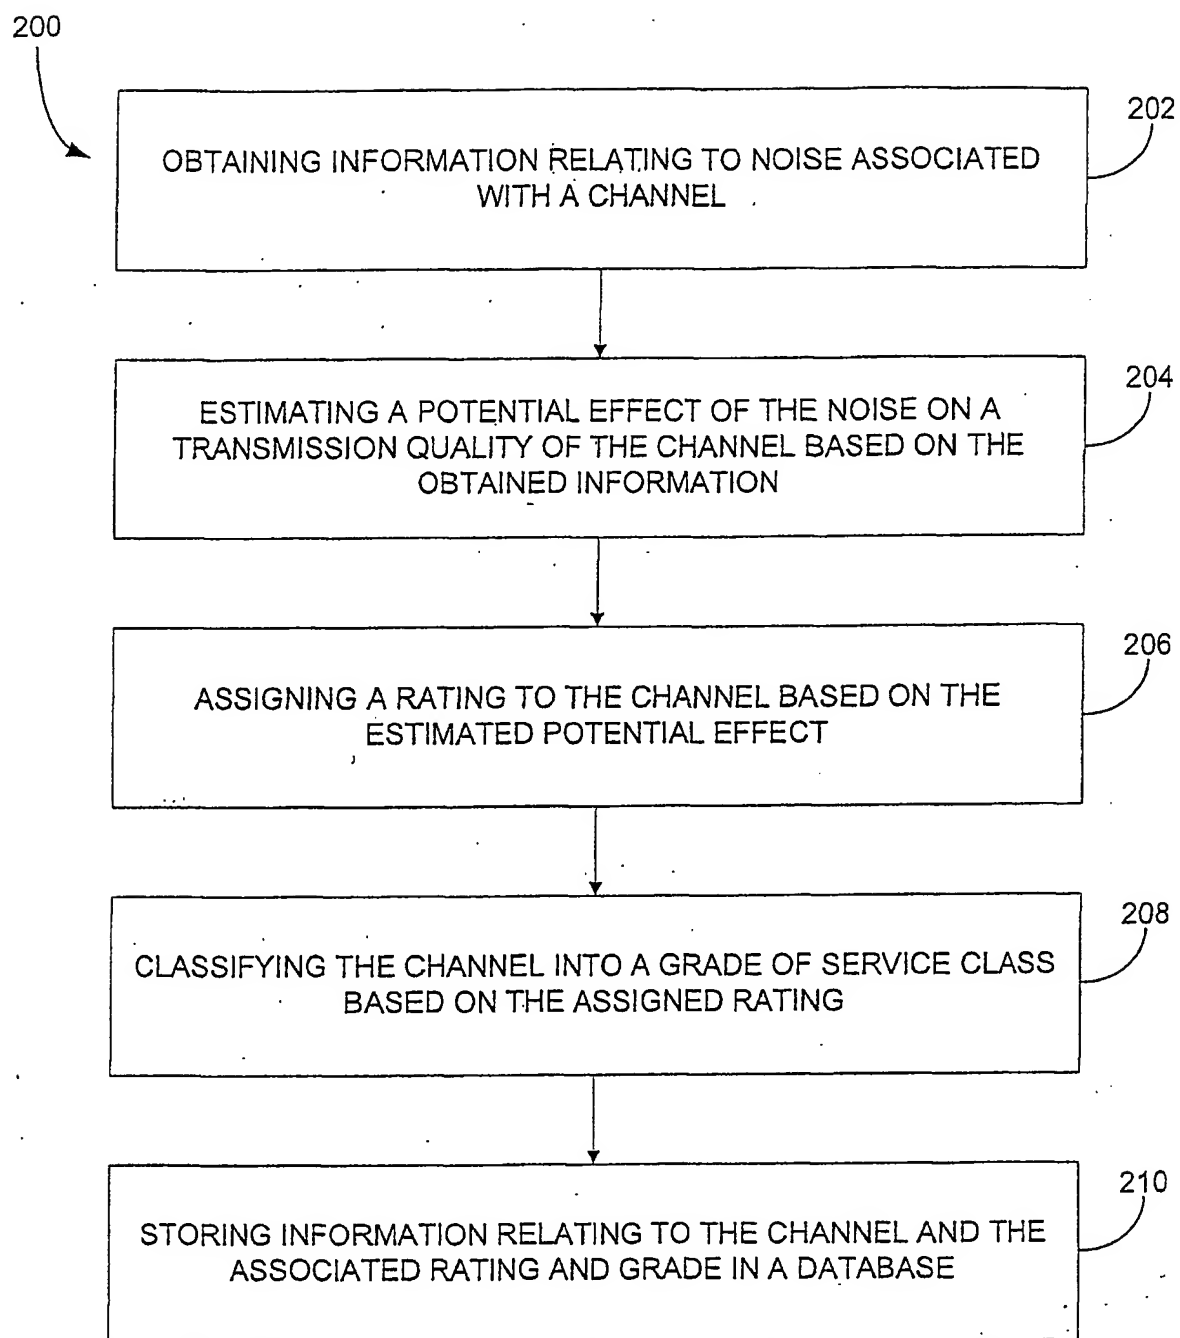 200
202
OBTAINING INFORMATION RELATING TO NOISE ASSOCIATED
WITH A CHANNEL
204
ESTIMATING A POTENTIAL EFFECT OF THE NOISE ON A
TRANSMISSION QUALITY OF THE CHANNEL BASED ON THE
OBTAINED INFORMATION
206
ASSIGNING A RATING TO THE CHANNEL BASED ON THE
ESTIMATED POTENTIAL EFFECT
208
CLASSIFYING THE CHANNEL INTO A GRADE OF SERVICE CLASS
BASED ON THE ASSIGNED RATING
210
STORING INFORMATION RELATING TO THE CHANNEL AND THE
ASSOCIATED RATING AND GRADE IN A DATABASE